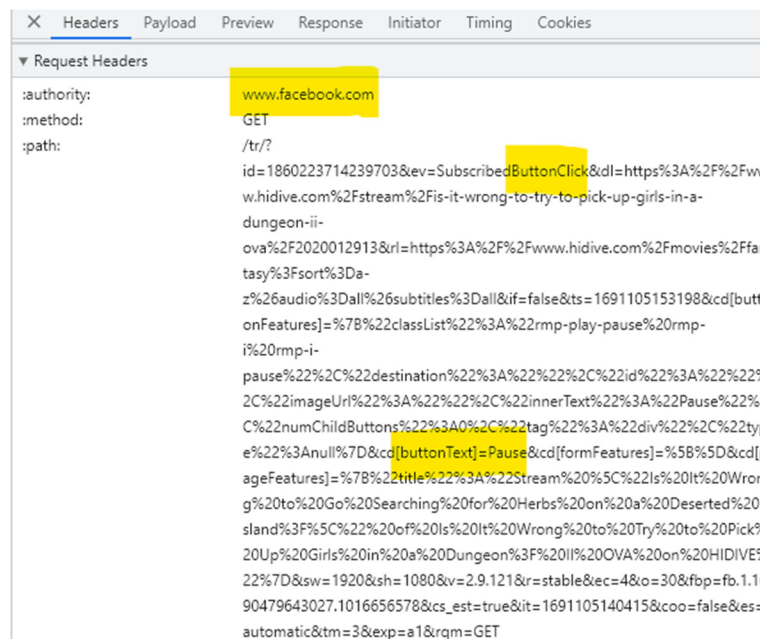 Headers Payload Preview Response Initiator Timing Cookies
Request Headers
:authority: www.facebook.com
:method: GET
:path: /tr/?
id=1860223714239703&ev=SubscribedButtonClick&dl=https%3A%2F%2Fww
w.hidive.com%2Fstream%2Fis-it-wrong-to-try-to-pick-up-girls-in-a-
dungeon-ii-
ova%2F2020012913&rl=https%3A%2F%2Fwww.hidive.com%2Fmovies%2Ffan
tasy%3Fsort%3Da-
z%26audio%3Dall%26subtitles%3Dall&if=false&ts=1691105153198&cd[butt
onFeatures]=%7B%22classList%22%3A%22rmp-play-pause%20rmp-
i%20rmp-i-
pause%22%2C%22destination%22%3A%22%22%2C%22id%22%3A%22%22%
2C%22imageUrl%22%3A%22%22%2C%22innerText%22%3A%22Pause%22%2
C%22numChildButtons%22%3A0%2C%22tag%22%3A%22div%22%2C%22typ
e%22%3Anull%7D&cd[buttonText]=Pause&cd[formFeatures]=%5B%5D&cd[p
ageFeatures]=%7B%22title%22%3A%22Stream%20%5C%22Is%20It%20Wron
g%20to%20Go%20Searching%20for%20Herbs%20on%20a%20Deserted%20I
sland%3F%5C%22%20of%20Is%20It%20Wrong%20to%20Try%20to%20Pick%
20Up%20Girls%20in%20a%20Dungeon%3F%20II%20OVA%20on%20HIDIVE%
22%7D&sw=1920&sh=1080&v=2.9.121&r=stable&ec=4&o=30&fbp=fb.1.16
90479643027.1016656578&cs_est=true&it=1691105140415&coo=false&es=
automatic&tm=3&exp=a1&rqm=GET